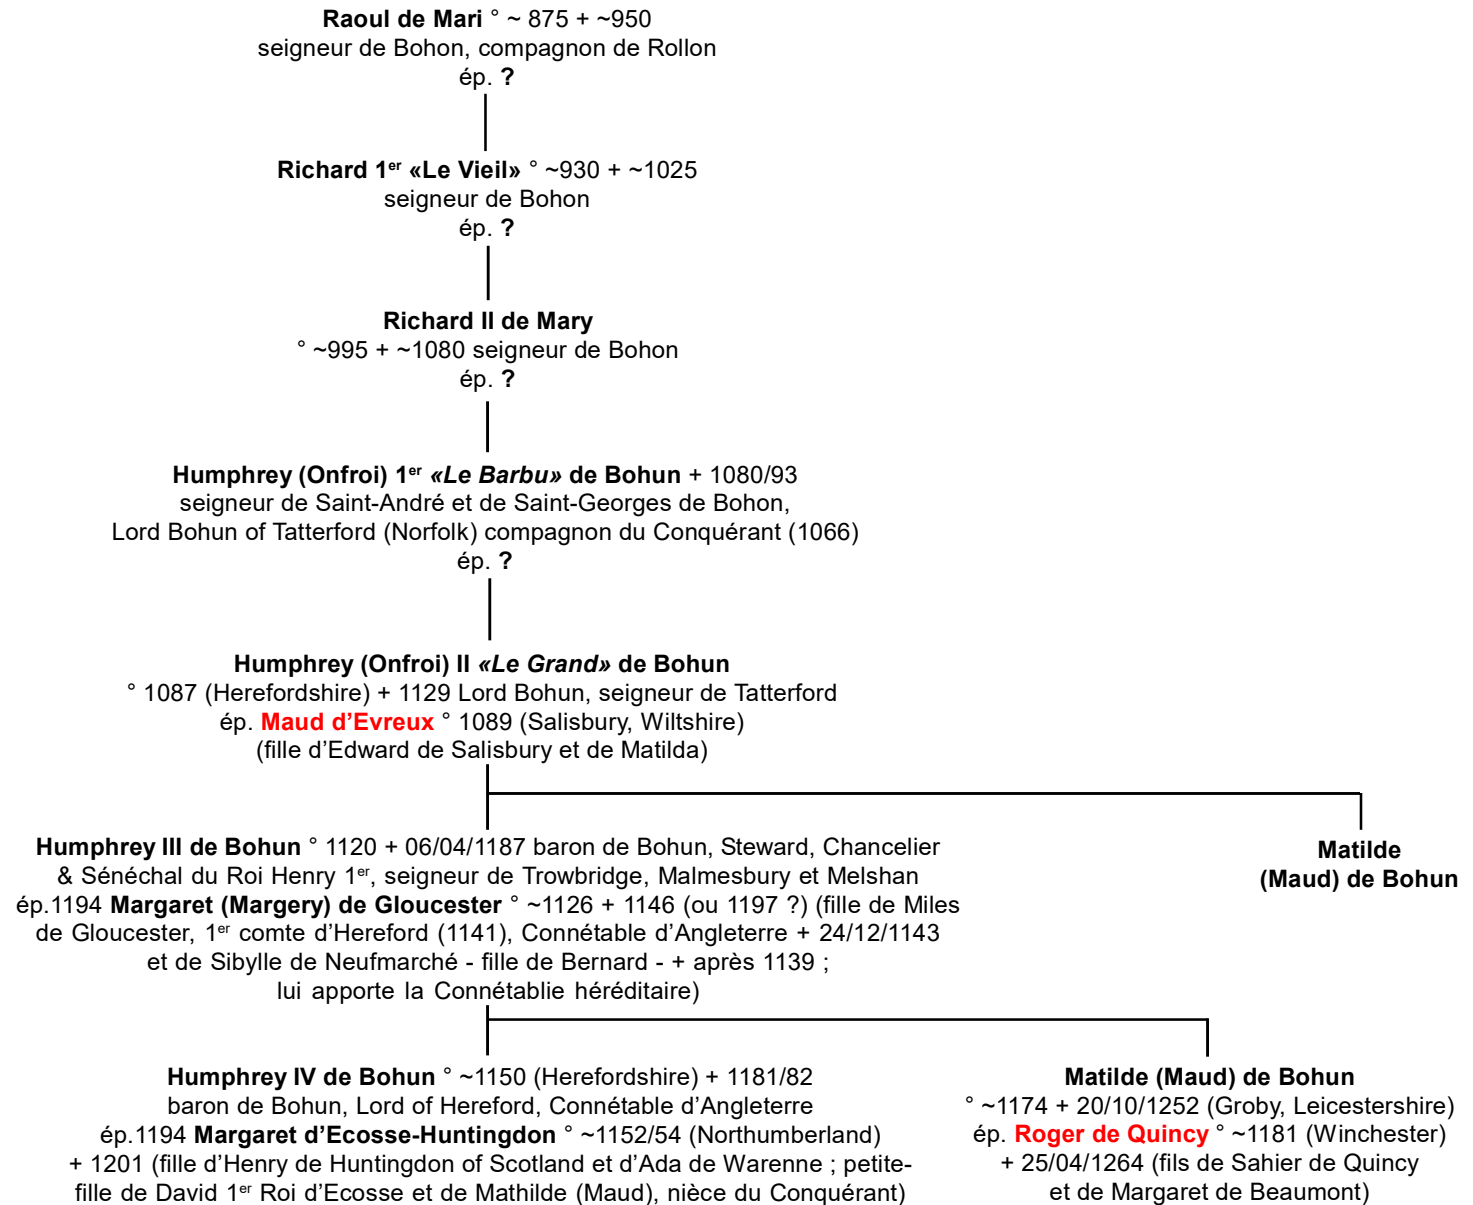 Raoul de Mari ° ~ 875 + ~950
seigneur de Bohon, compagnon de Rollon
ép. ?
Richard 1er «Le Vieil» ° ~930 + ~1025
seigneur de Bohon
ép. ?
Richard II de Mary
° ~995 + ~1080 seigneur de Bohon
ép. ?
Humphrey (Onfroi) 1er «Le Barbu» de Bohun + 1080/93
seigneur de Saint-André et de Saint-Georges de Bohon,
Lord Bohun of Tatterford (Norfolk) compagnon du Conquérant (1066)
ép. ?
Humphrey (Onfroi) II «Le Grand» de Bohun
° 1087 (Herefordshire) + 1129 Lord Bohun, seigneur de Tatterford
ép. Maud d’Evreux ° 1089 (Salisbury, Wiltshire)
(fille d’Edward de Salisbury et de Matilda)
Humphrey III de Bohun ° 1120 + 06/04/1187 baron de Bohun, Steward, Chancelier
& Sénéchal du Roi Henry 1er, seigneur de Trowbridge, Malmesbury et Melshan
ép.1194 Margaret (Margery) de Gloucester ° ~1126 + 1146 (ou 1197 ?) (fille de Miles
de Gloucester, 1er comte d’Hereford (1141), Connétable d’Angleterre + 24/12/1143
et de Sibylle de Neufmarché - fille de Bernard - + après 1139 ;
lui apporte la Connétablie héréditaire)
Matilde
(Maud) de Bohun
Humphrey IV de Bohun ° ~1150 (Herefordshire) + 1181/82
baron de Bohun, Lord of Hereford, Connétable d’Angleterre
ép.1194 Margaret d’Ecosse-Huntingdon ° ~1152/54 (Northumberland)
+ 1201 (fille d’Henry de Huntingdon of Scotland et d’Ada de Warenne ; petite-
fille de David 1er Roi d’Ecosse et de Mathilde (Maud), nièce du Conquérant)
Matilde (Maud) de Bohun
° ~1174 + 20/10/1252 (Groby, Leicestershire)
ép. Roger de Quincy ° ~1181 (Winchester)
+ 25/04/1264 (fils de Sahier de Quincy
et de Margaret de Beaumont)